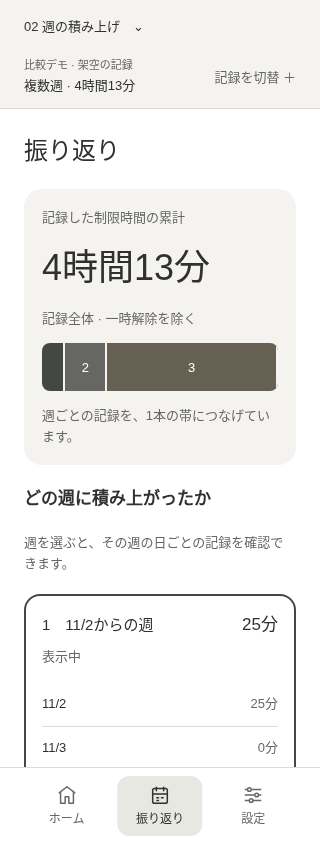 02 週の積み上げ
比較デモ · 架空の記録
複数週 · 4時間13分
記録を切替 ＋
振り返り
記録した制限時間の累計
4時間13分
記録全体 · 一時解除を除く
2 3
週ごとの記録を、1本の帯につなげてい
ます。
どの週に積み上がったか
週を選ぶと、その週の日ごとの記録を確認で
きます。
1 11/2からの週 25分
表示中
11/2 25分
11/3 0分
ホーム 振り返り 設定